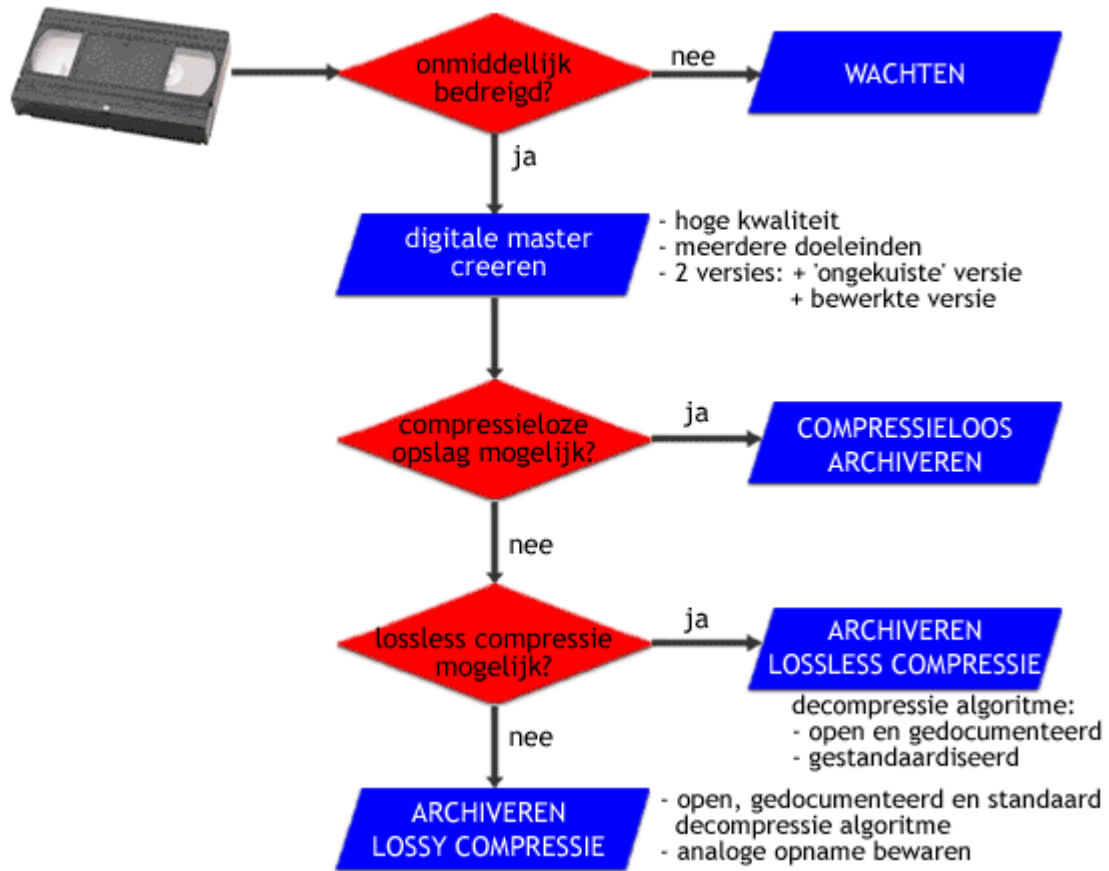 onmiddellijk
bedreigd?
nee
WACHTEN
ja
digitale master
creeren
- hoge kwaliteit
- meerdere doeleinden
- 2 versies: + 'ongekuiste' versie
+ bewerkte versie
compressieloze
opslag mogelijk?
ja
COMPRESSIELOOS
ARCHIVEREN
nee
lossless compressie
mogelijk?
ja
ARCHIVEREN
LOSSLESS COMPRESSIE
decompressie algoritme:
- open en gedocumenteerd
- gestandaardiseerd
nee
ARCHIVEREN
LOSSY COMPRESSIE
- open, gedocumenteerd en standaard
decompressie algoritme
- analoge opname bewaren